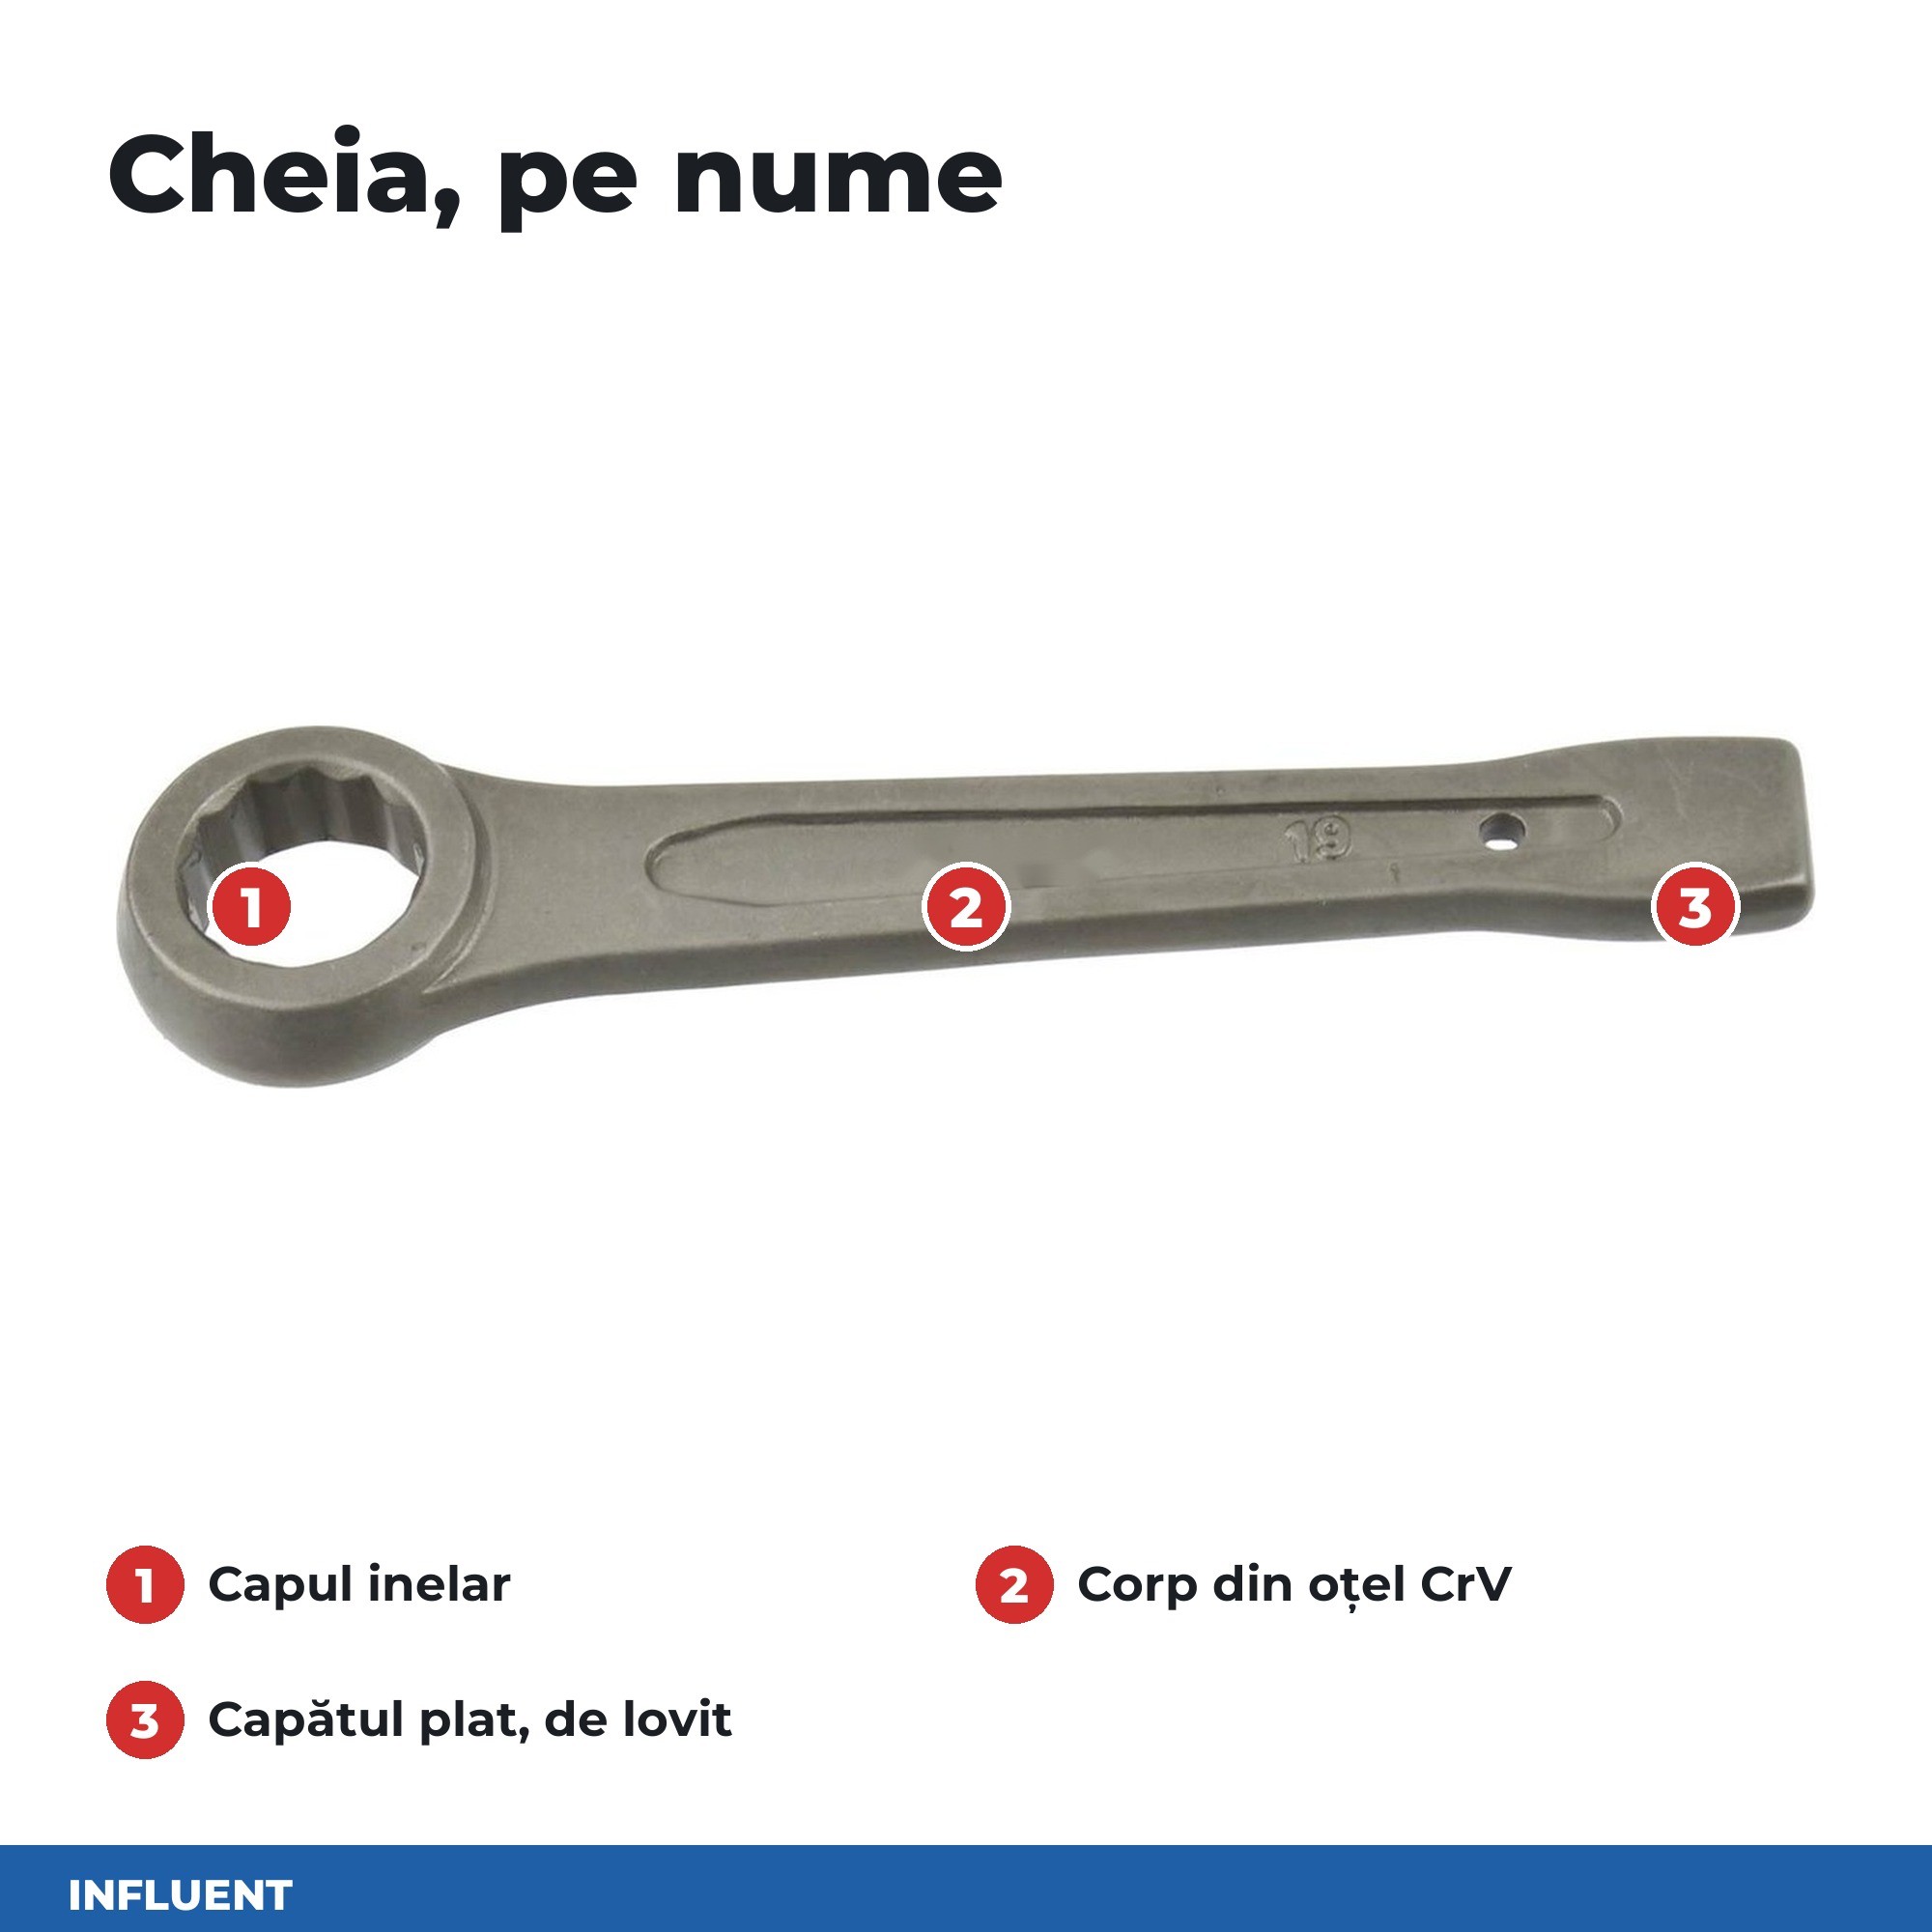 Cheia, pe nume
19
1
2
3
1 Capul inelar
2 Corp din oțel CrV
3 Capătul plat, de lovit
INFLUENT